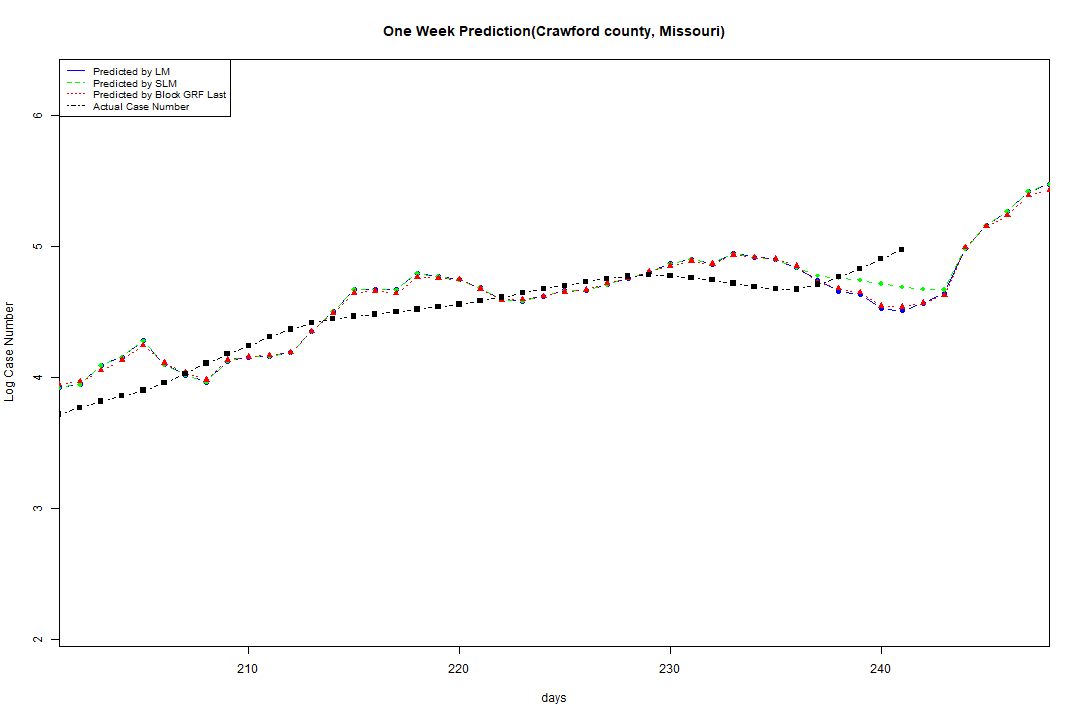 One Week Prediction(Crawford county, Missouri)
Predicted by LM
Predicted by SLM
Predicted by Block GRF Last
Actual Case Number
6
5
4
3
2
Log Case Number
210 220 230 240
days